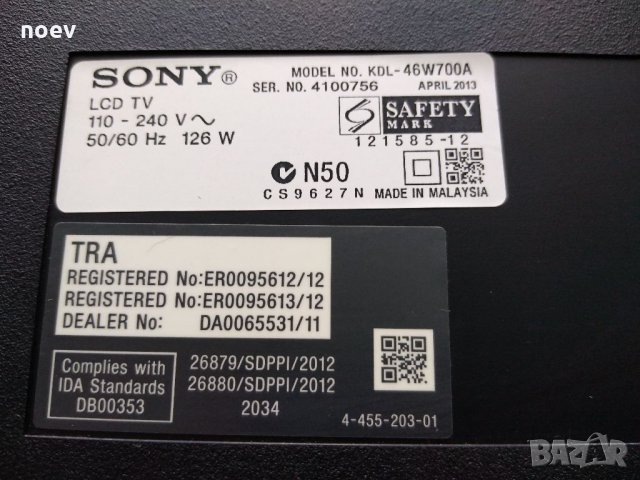 noev
SONY®
MODEL NO. KDL-46W700A
SER. NO. 4100756
APRIL 2013
LCD TV
110 - 240 V ~
50/60 Hz 126 W
S SAFETY
MARK
121585-12
N50
CS9627N
MADE IN MALAYSIA
TRA
REGISTERED No:ER0095612/12
REGISTERED No:ER0095613/12
DEALER No: DA0065531/11
Complies with
IDA Standards
DB00353
26879/SDPPI/2012
26880/SDPPI/2012
2034
4-455-203-01
BAZAR